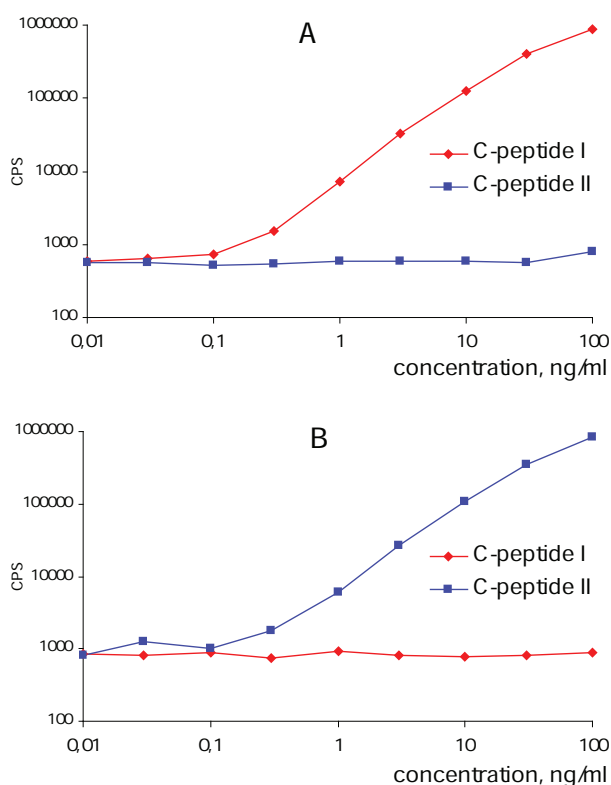 A
1000000
100000
10000
1000
100
CPS
C-peptide I
C-peptide II
0,01 0,1 1 10 100
concentration, ng/ml
B
1000000
100000
10000
1000
100
CPS
C-peptide I
C-peptide II
0,01 0,1 1 10 100
concentration, ng/ml